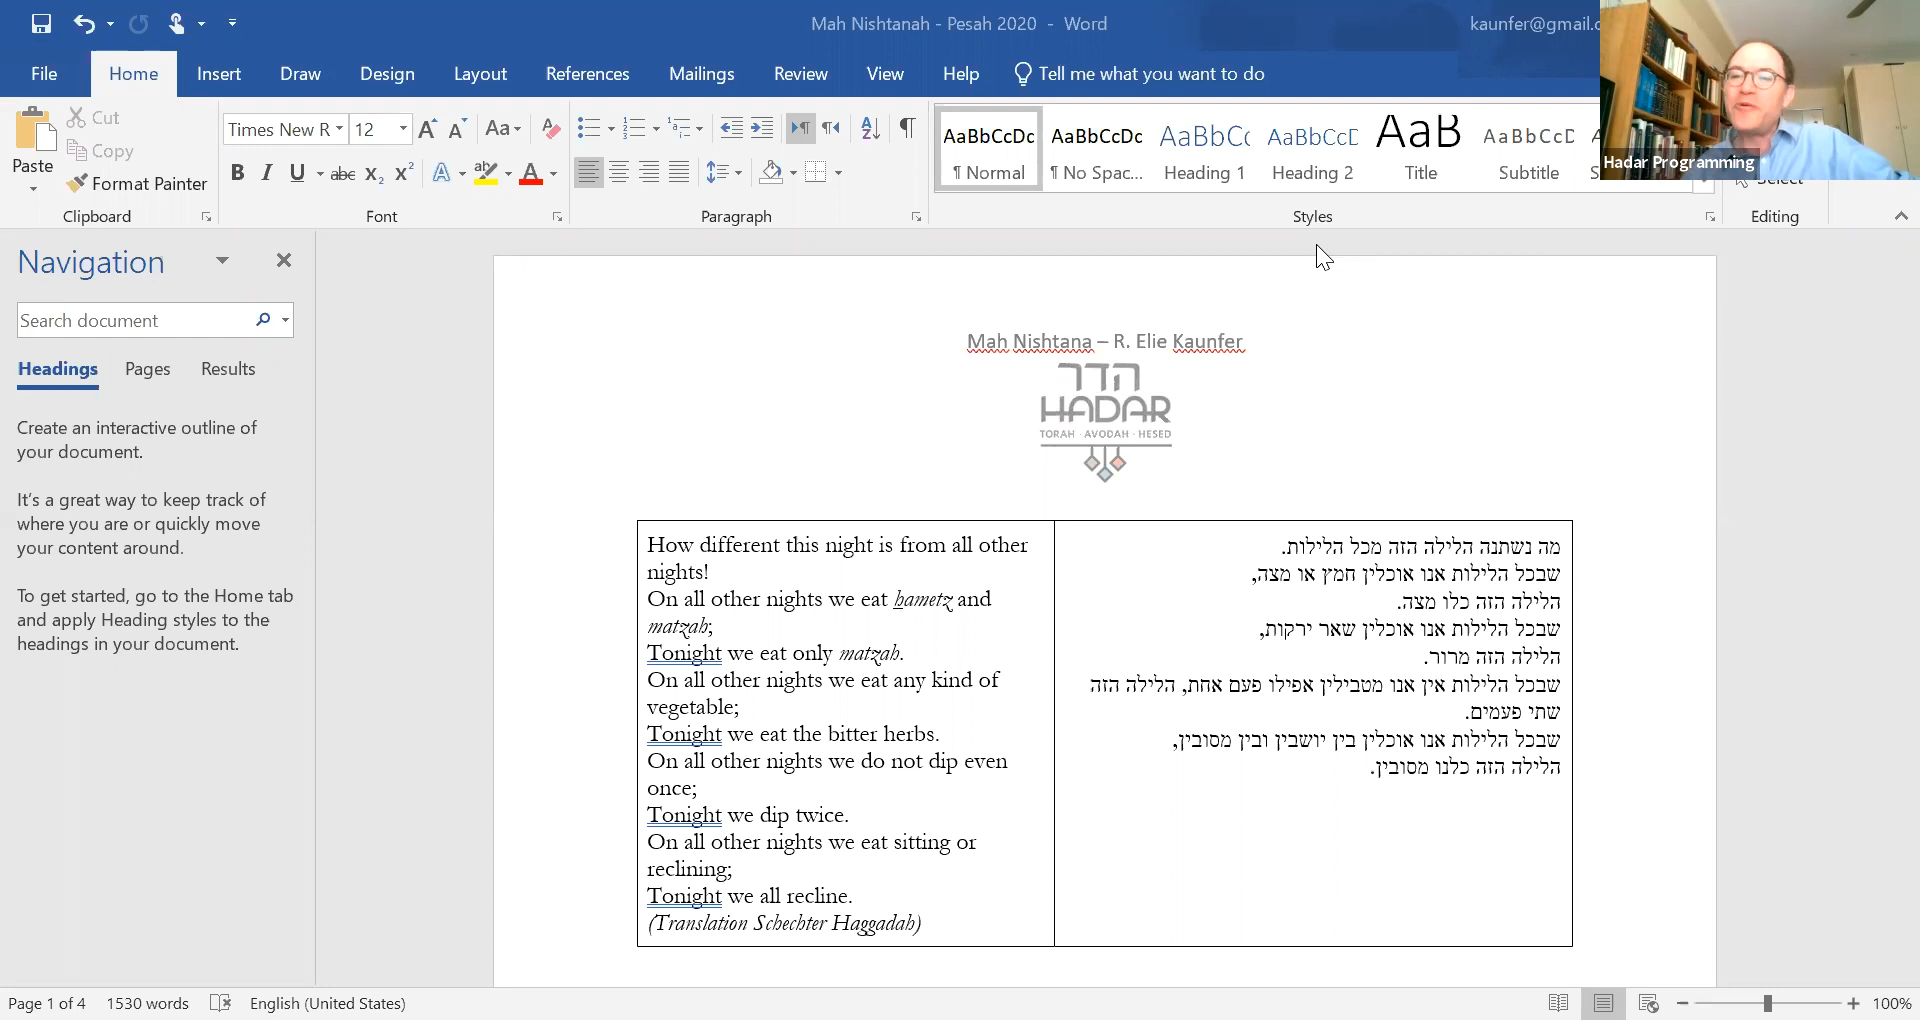 Mah Nishtanah - Pesah 2020 - Word
kaunfer@gmail.c
File Home Insert Draw Design Layout References Mailings Review View Help Tell me what you want to do
Paste
Cut
Copy
Format Painter
Clipboard
Times New R 12
Font
Paragraph
AaBbCcDc AaBbCcDc AaBbC AaBbCcE AaB AaBbCcD
¶ Normal ¶ No Spac... Heading 1 Heading 2 Title Subtitle
Styles
Select
Editing
Hadar Programming
Navigation
Search document
Headings Pages Results
Create an interactive outline of
your document.
It's a great way to keep track of
where you are or quickly move
your content around.
To get started, go to the Home tab
and apply Heading styles to the
headings in your document.
Mah Nishtana – R. Elie Kaunfer
הדר
HADAR
TORAH · AVODAH · HESED
How different this night is from all other
nights!
On all other nights we eat hametz and
matzah;
Tonight we eat only matzah.
On all other nights we eat any kind of
vegetable;
Tonight we eat the bitter herbs.
On all other nights we do not dip even
once;
Tonight we dip twice.
On all other nights we eat sitting or
reclining;
Tonight we all recline.
(Translation Schechter Haggadah)
מה נשתנה הלילה הזה מכל הלילות.
שבכל הלילות אנו אוכלין חמץ או מצה,
הלילה הזה כלו מצה.
שבכל הלילות אנו אוכלין שאר ירקות,
הלילה הזה מרור.
שבכל הלילות אין אנו מטבילין אפילו פעם אחת, הלילה הזה
שתי פעמים.
שבכל הלילות אנו אוכלין בין יושבין ובין מסובין,
הלילה הזה כלנו מסובין.
Page 1 of 4 1530 words English (United States)
100%